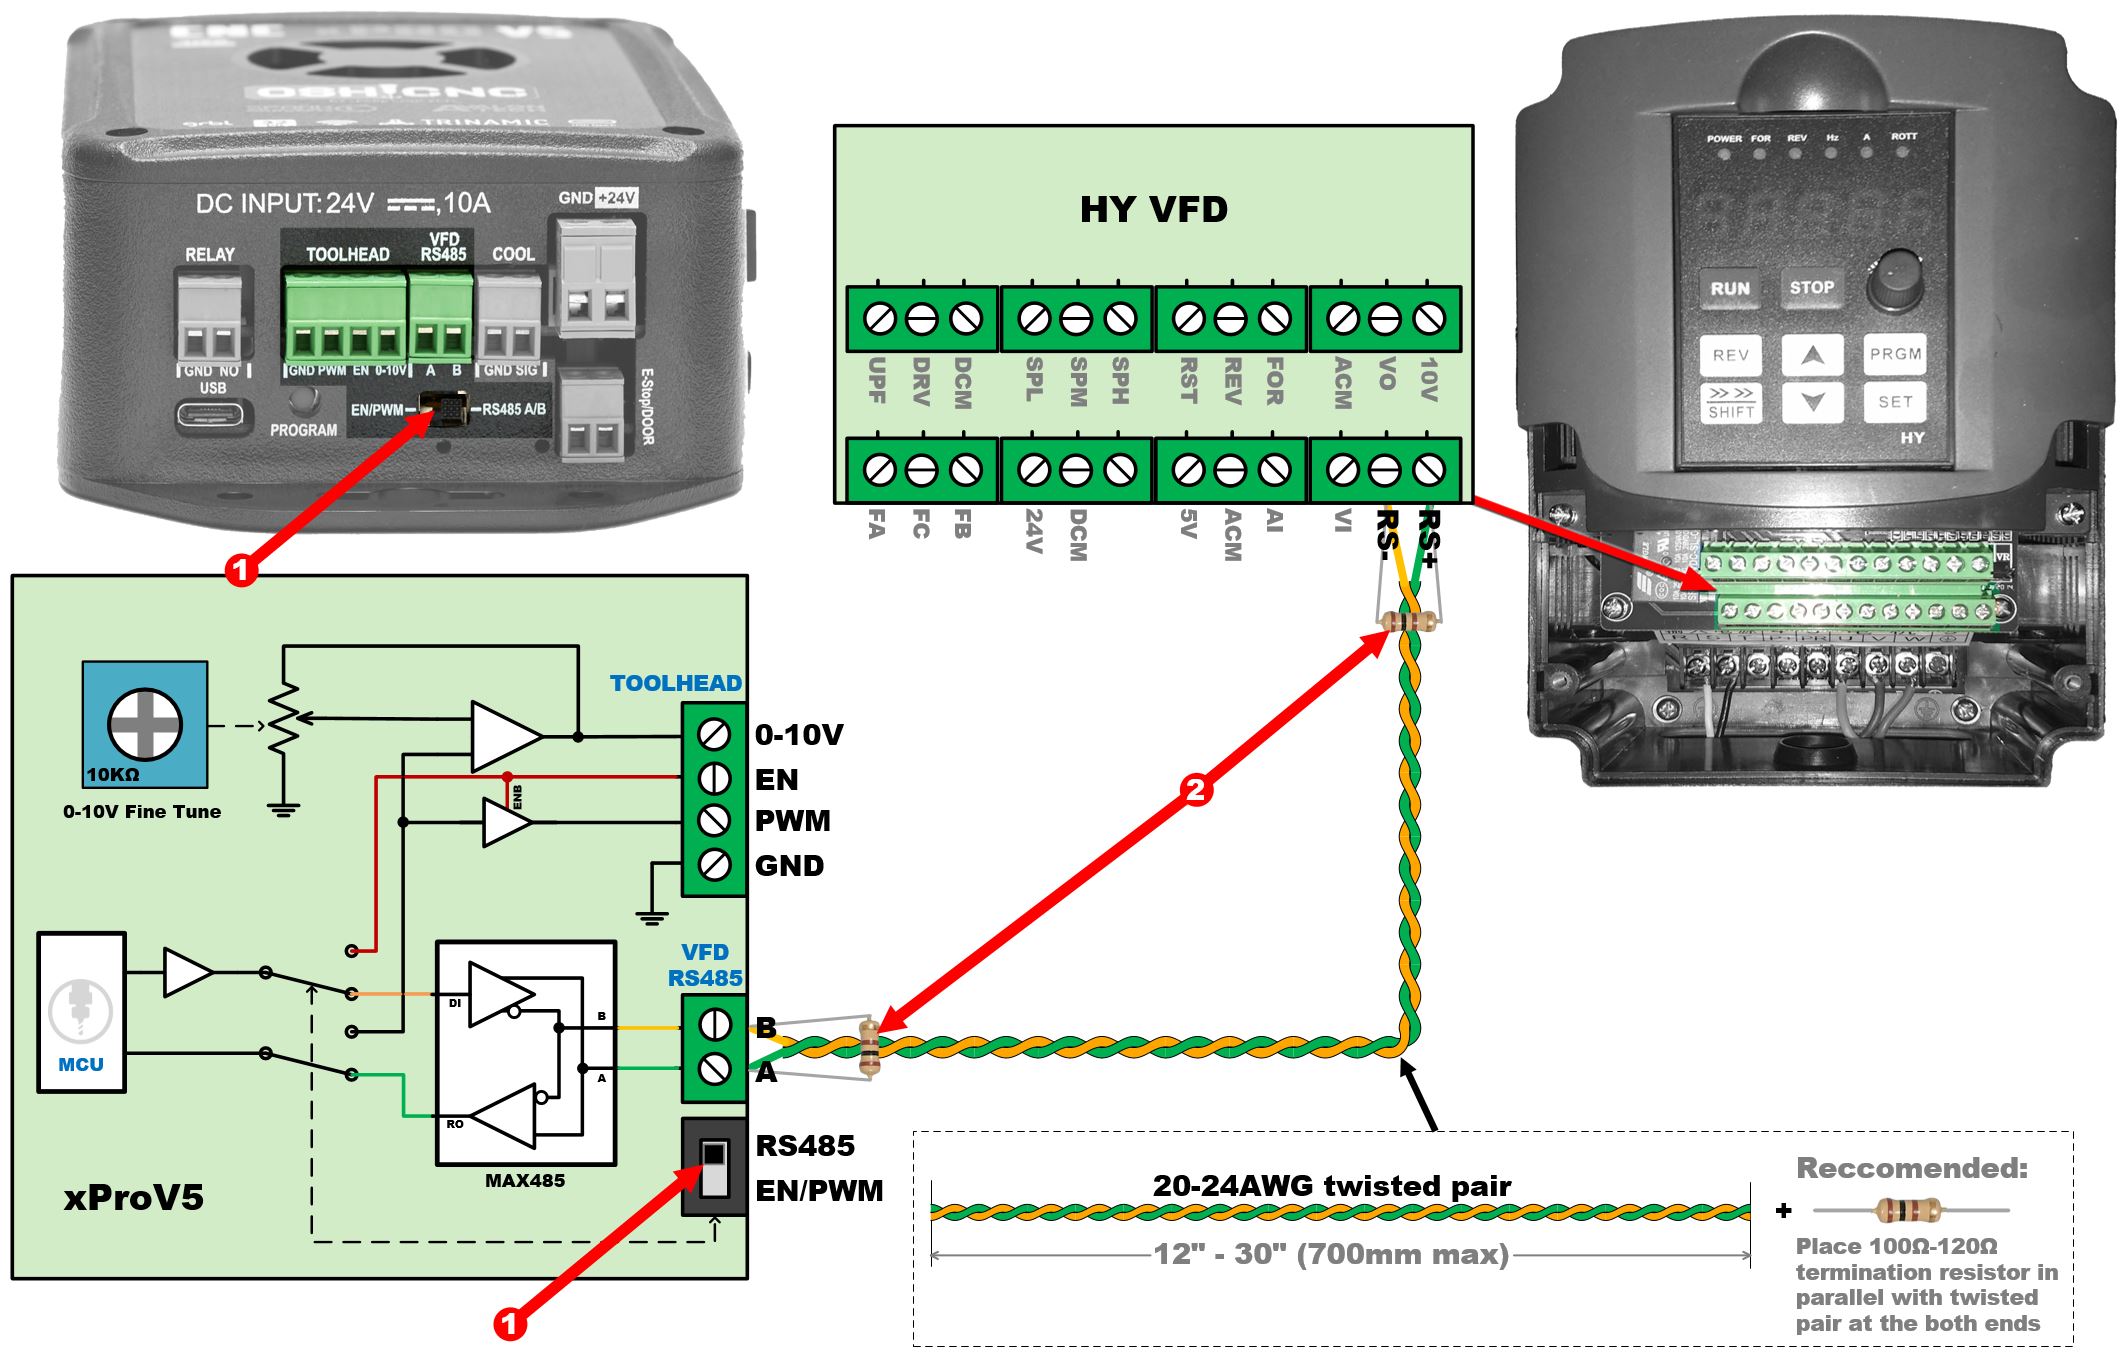 CNC
V5
grbl
TRINAMIC
DC INPUT: 24V ,10A
GND +24V
RELAY
TOOLHEAD
VFD
RS485
COOL
GND NO
GND PWM EN 0-10V
A B
GND SIG
USB
PROGRAM
EN/PWM
RS485 A/B
E-Stop/DOOR
1
HY VFD
UPF DRV DCM SPL SPM SPH RST REV FOR ACM VO 10V
FA FC FB 24V DCM 5V ACM AI VI RS- RS+
POWER FOR REV Hz A ROTT
RUN STOP
REV PRGM
SHIFT SET
HY
VR
2
10KΩ
0-10V Fine Tune
TOOLHEAD
0-10V
EN
PWM
GND
ENB
MCU
DI
RO
B
A
MAX485
VFD
RS485
B
A
RS485
EN/PWM
xProV5
1
20-24AWG twisted pair
12" - 30" (700mm max)
+
Reccomended:
Place 100Ω-120Ω
termination resistor in
parallel with twisted
pair at the both ends